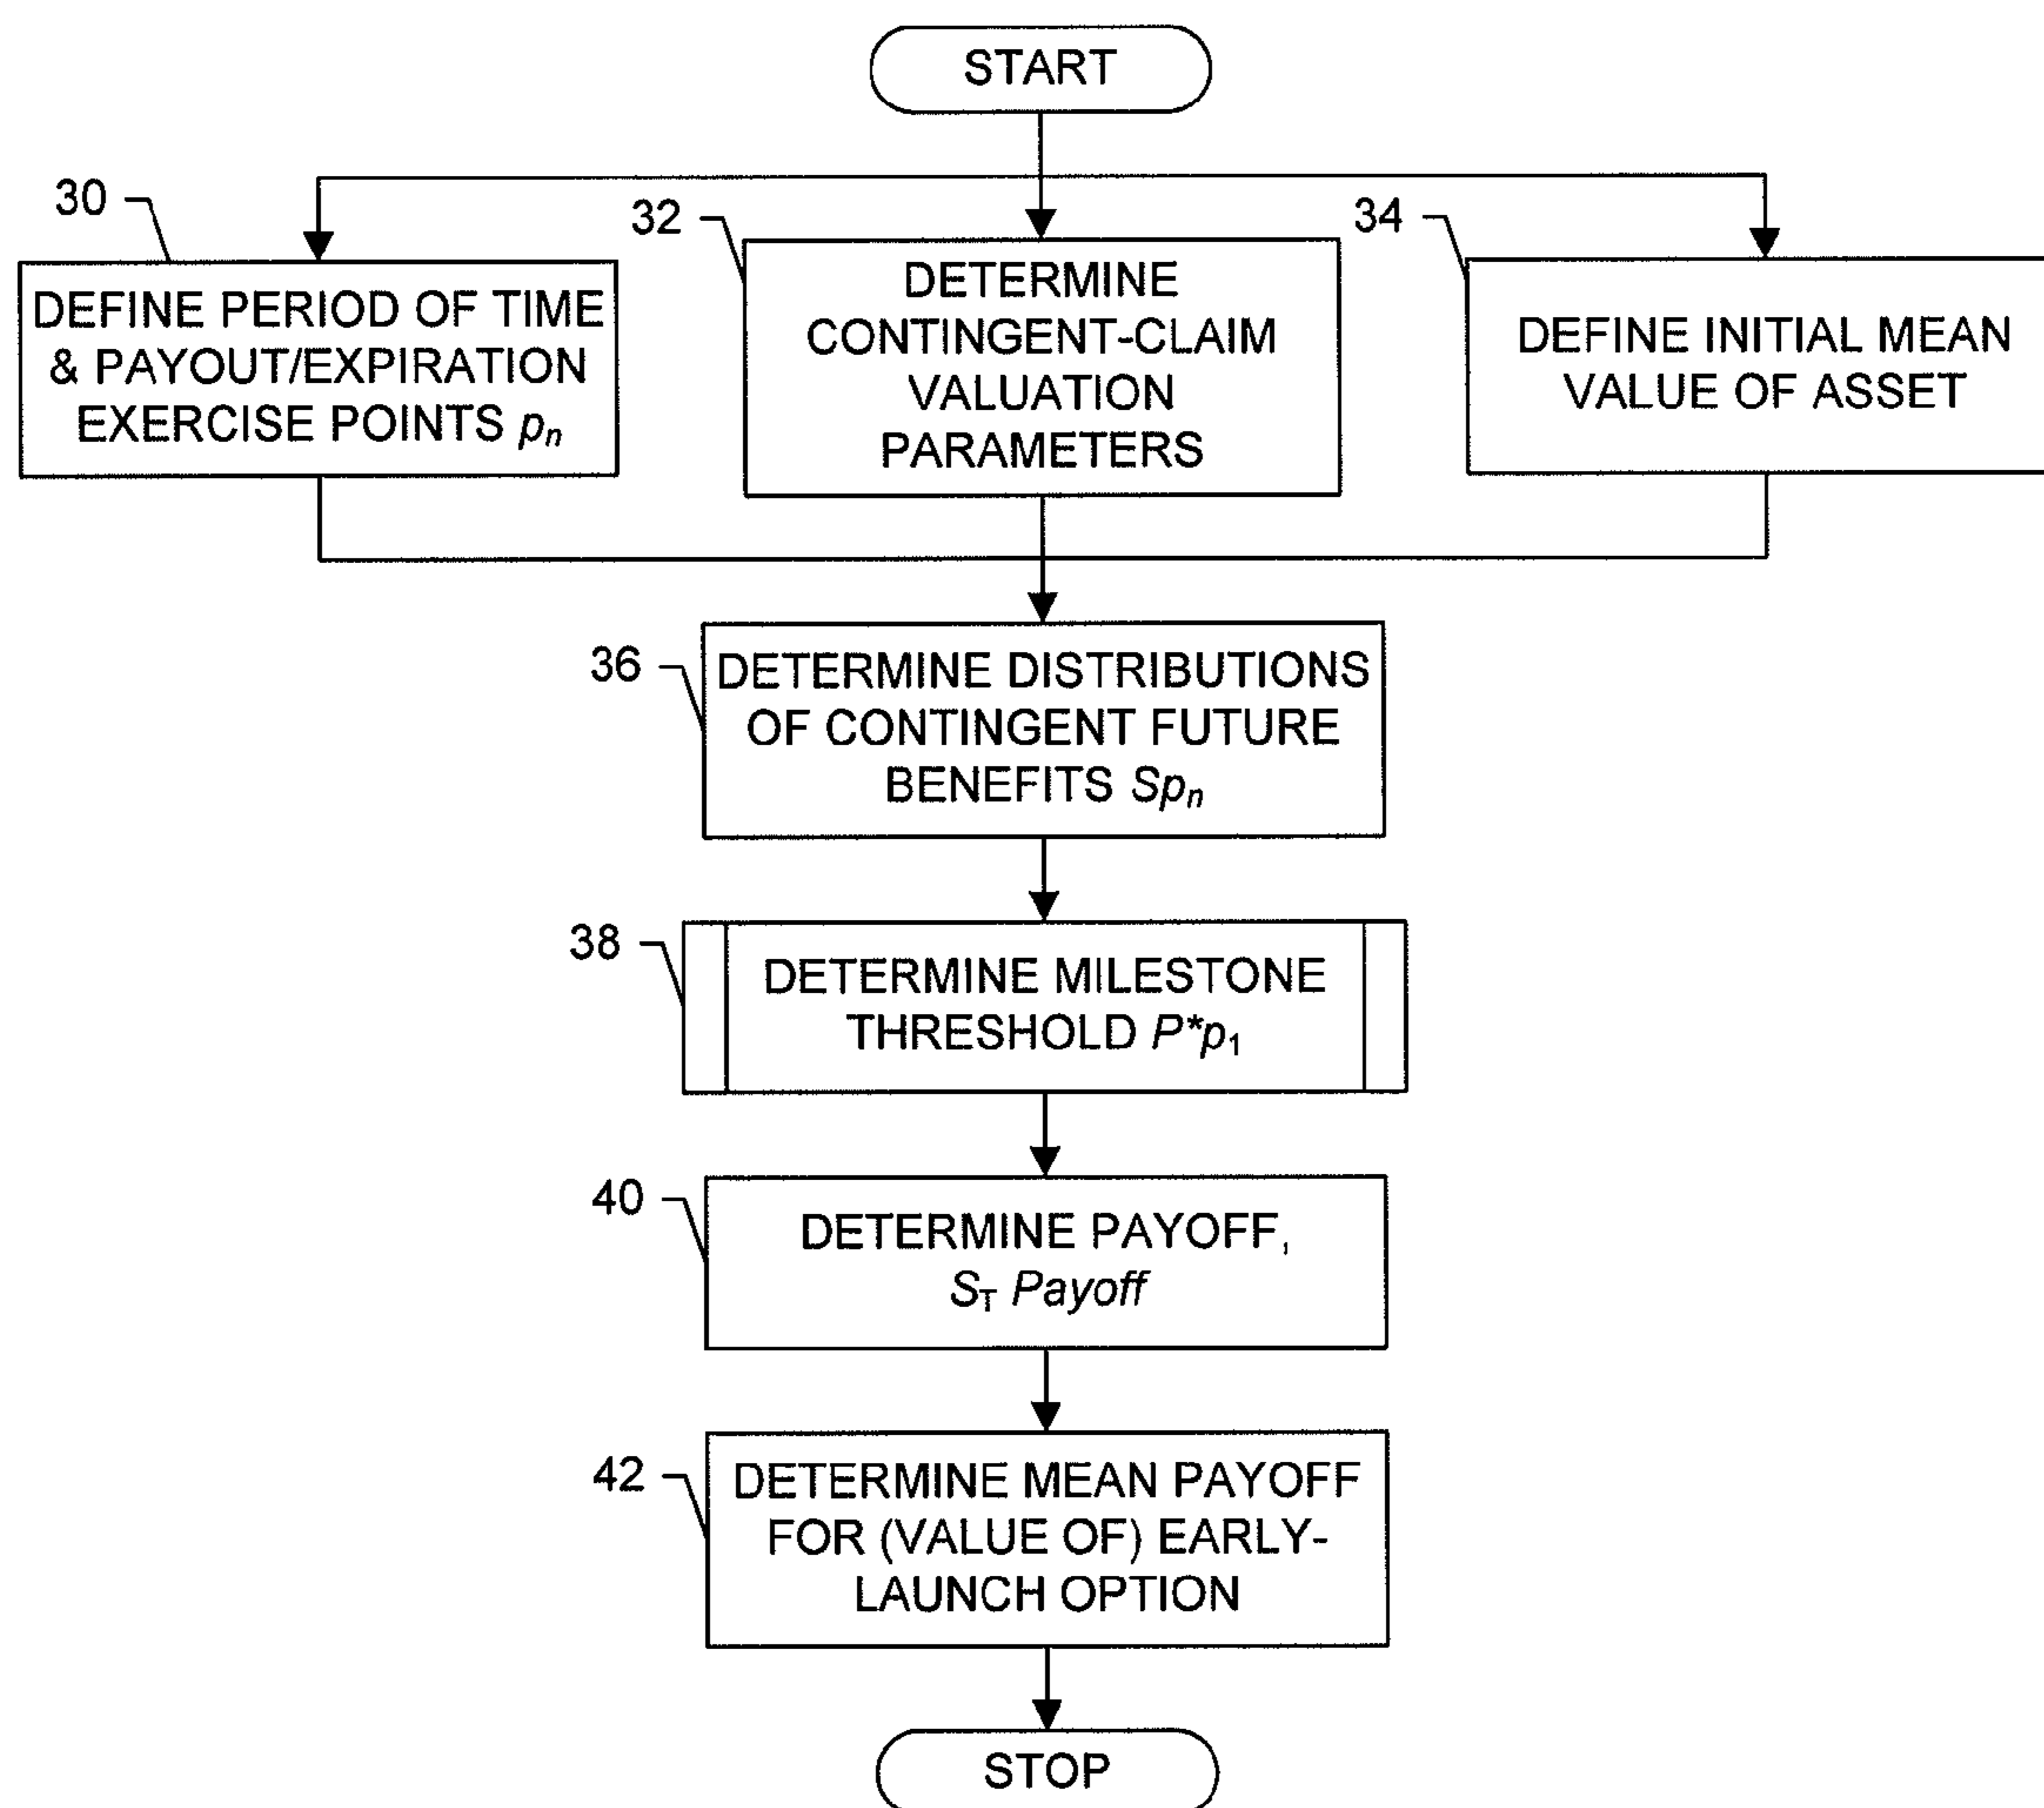 START
30
32
34
DEFINE PERIOD OF TIME
& PAYOUT/EXPIRATION
EXERCISE POINTS pn
DETERMINE
CONTINGENT-CLAIM
VALUATION
PARAMETERS
DEFINE INITIAL MEAN
VALUE OF ASSET
36
DETERMINE DISTRIBUTIONS
OF CONTINGENT FUTURE
BENEFITS Spn
38
DETERMINE MILESTONE
THRESHOLD P*p1
40
DETERMINE PAYOFF,
ST Payoff
42
DETERMINE MEAN PAYOFF
FOR (VALUE OF) EARLY-
LAUNCH OPTION
STOP